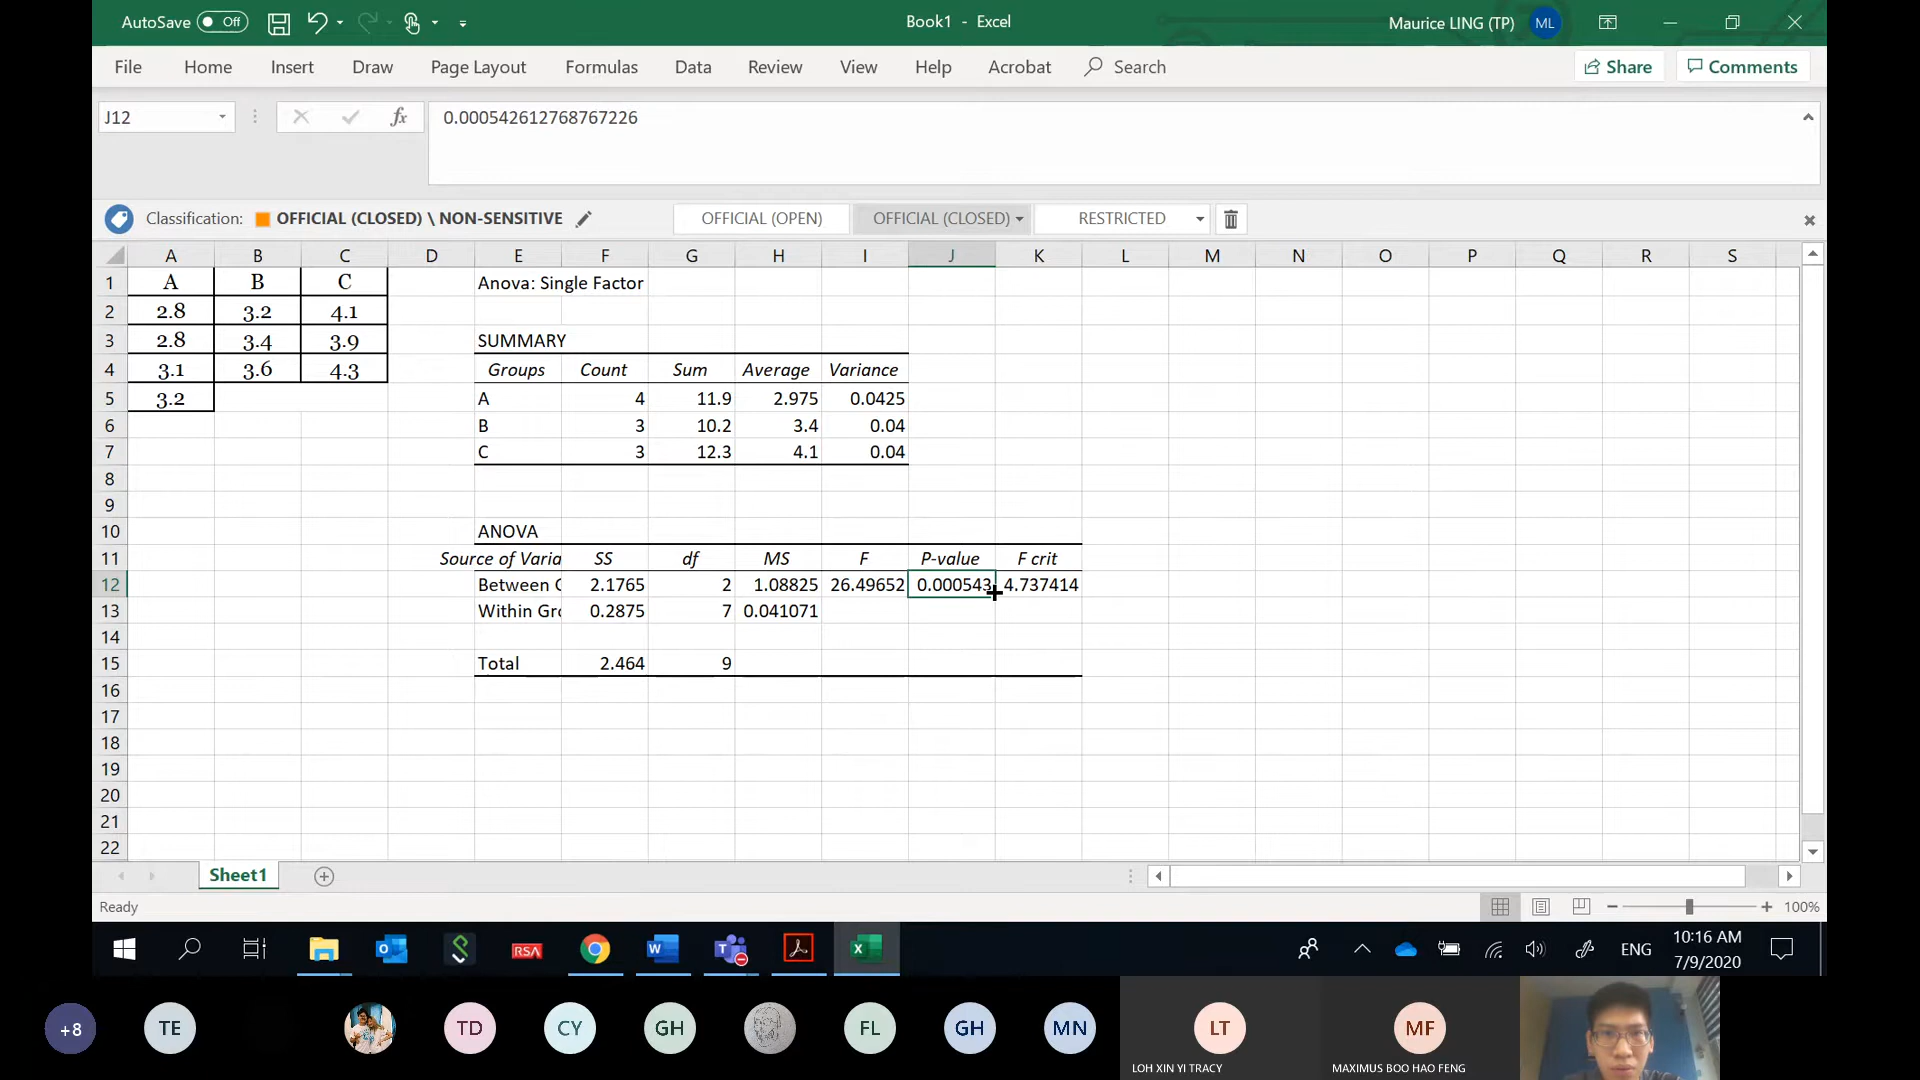 AutoSave Off Book1 - Excel Maurice LING (TP) ML
File Home Insert Draw Page Layout Formulas Data Review View Help Acrobat Search Share Comments
J12 fx 0.000542612768767226
Classification: OFFICIAL (CLOSED) \ NON-SENSITIVE OFFICIAL (OPEN) OFFICIAL (CLOSED) RESTRICTED
A B C D E F G H I J K L M N O P Q R S
1 A B C Anova: Single Factor
2 2.8 3.2 4.1
3 2.8 3.4 3.9 SUMMARY
4 3.1 3.6 4.3 Groups Count Sum Average Variance
5 3.2 A 4 11.9 2.975 0.0425
6 B 3 10.2 3.4 0.04
7 C 3 12.3 4.1 0.04
8
9
10 ANOVA
11 Source of Varia SS df MS F P-value F crit
12 Between G 2.1765 2 1.08825 26.49652 0.000543 4.737414
13 Within Gro 0.2875 7 0.041071
14
15 Total 2.464 9
16
17
18
19
20
21
22
Sheet1
Ready 100%
RSA ENG 10:16 AM
7/9/2020
+8 TE TD CY GH FL GH MN LT MF
LOH XIN YI TRACY MAXIMUS BOO HAO FENG